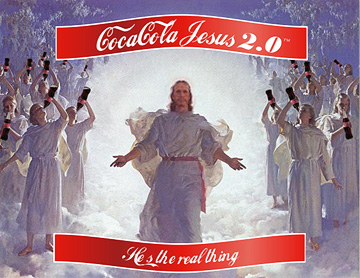 CocaCola Jesus 2.0™
He's the real thing